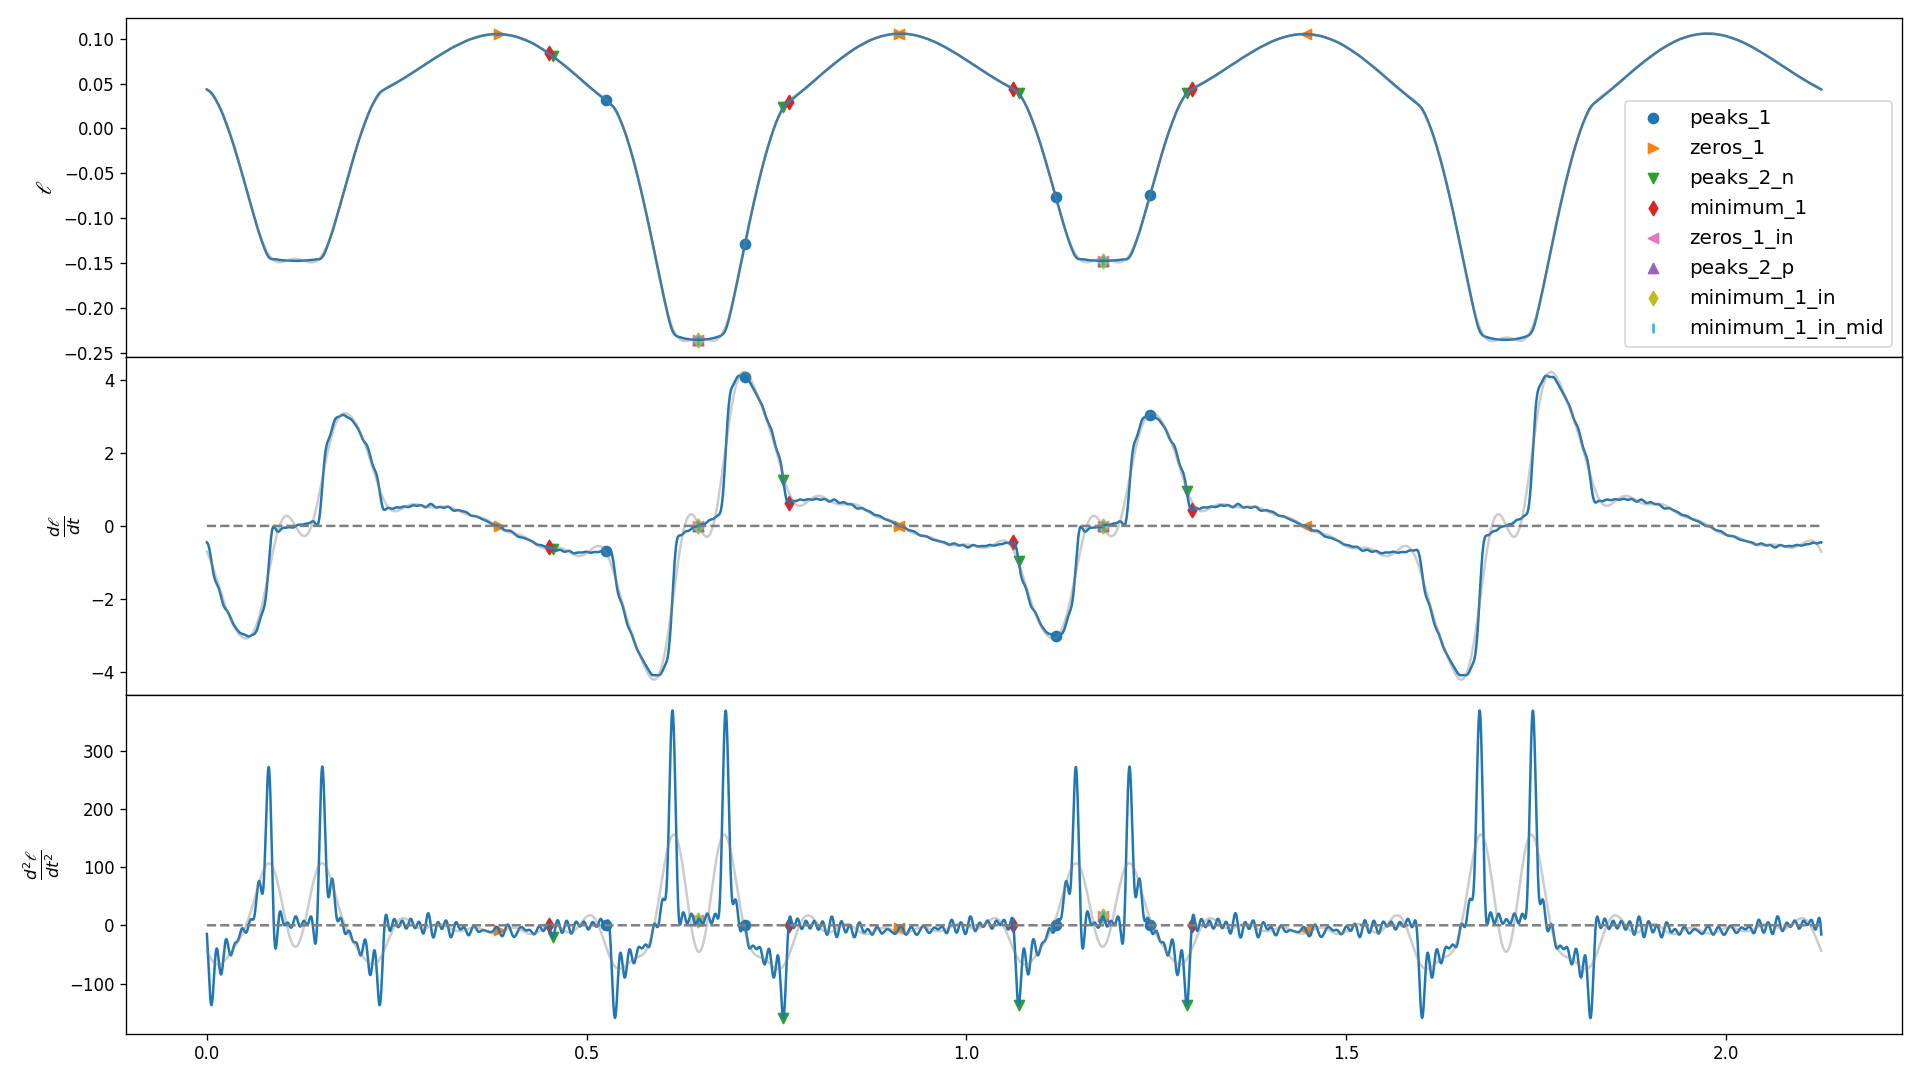 0.10
0.05
0.00
−0.05
−0.10
−0.15
−0.20
−0.25
ℓ
peaks_1
zeros_1
peaks_2_n
minimum_1
zeros_1_in
peaks_2_p
minimum_1_in
minimum_1_in_mid
4
2
0
−2
−4
dℓ
dt
300
200
100
0
−100
d²ℓ
dt²
0.0 0.5 1.0 1.5 2.0